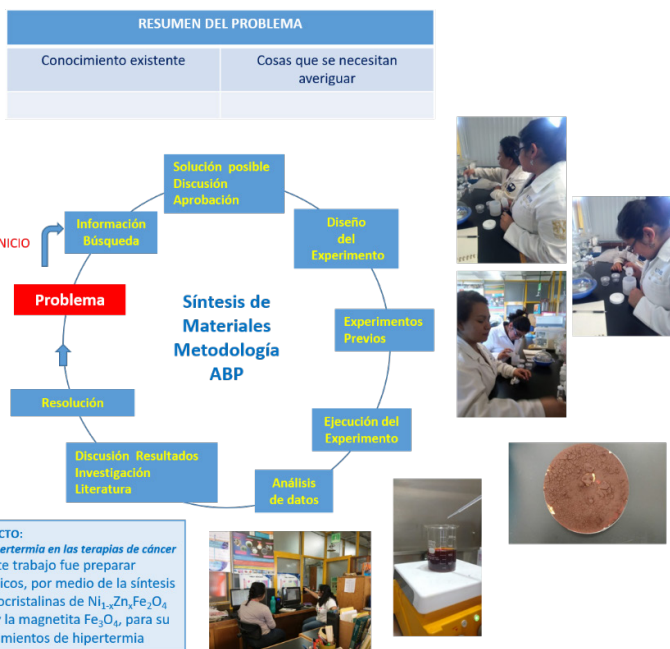 RESUMEN DEL PROBLEMA
Conocimiento existente
Cosas que se necesitan
averiguar
Solución posible
Discusión
Aprobación
Información
Búsqueda
NICIO
Diseño
del
Experimento
Problema
Síntesis de
Materiales
Metodología
ABP
Experimentos
Previos
Resolución
Ejecución del
Experimento
Discusión Resultados
Investigación
Literatura
Análisis
de datos
CTO:
pertermia en las terapias de cáncer
te trabajo fue preparar
icos, por medio de la síntesis
ocristalinas de Ni₁₋ₓZnₓFe₂O₄
y la magnetita Fe₃O₄, para su
mientos de hipertermia